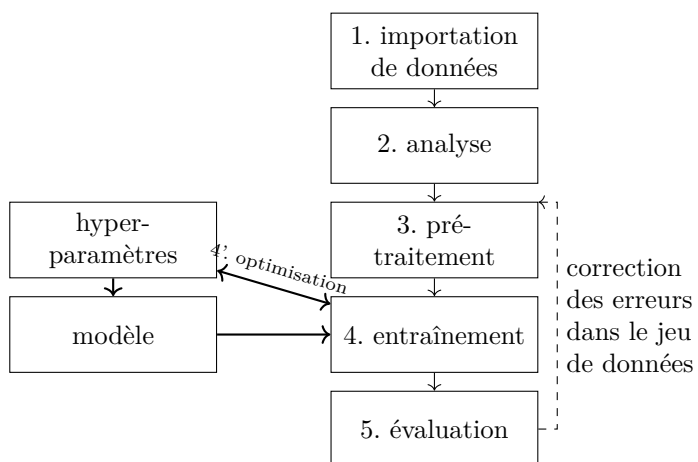 1. importation
de données
2. analyse
hyper-
paramètres
4'. optimisation
3. pré-
traitement
correction
des erreurs
dans le jeu
de données
modèle
4. entraînement
5. évaluation